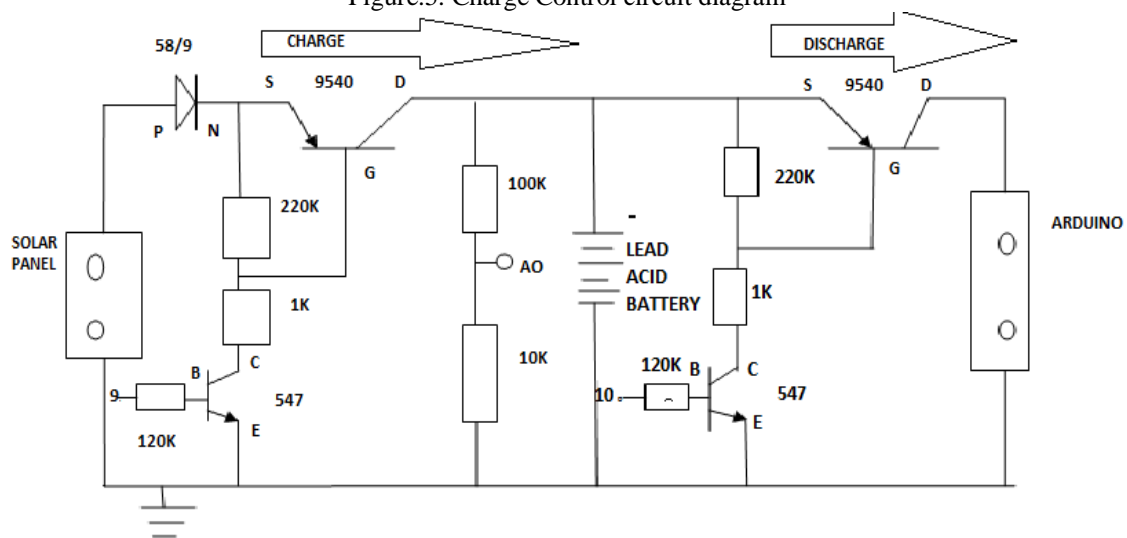 Figure.3. Charge Control circuit diagram
58/9
CHARGE
DISCHARGE
S 9540 D
S 9540 D
P N
G
G
220K
100K
220K
SOLAR
PANEL
ARDUINO
-
LEAD
ACID
BATTERY
AO
1K
1K
10K
120K
B C
B C
9
10
547
547
E
E
120K